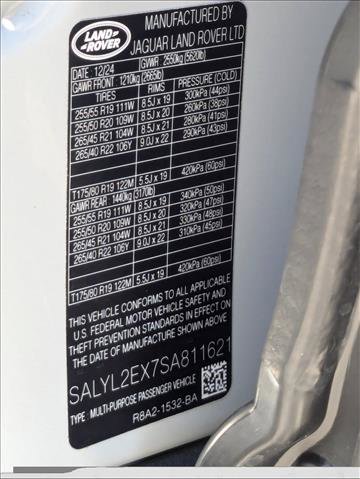 LAND
ROVER
MFD BY
JAGUAR LAND ROVER LTD
DATE 12/24 GVWR 2550kg (5620lb)
GAWR FRONT 1210kg (2665lb)
TIRES RIMS PRESSURE (COLD)
255/55 R19 111W 8.5J x 19 300kPa (44psi)
255/50 R20 109W 8.5J x 20 260kPa (38psi)
265/45 R21 104W 8.5J x 21 280kPa (41psi)
265/40 R22 106Y 9.0J x 22 290kPa (43psi)
T175/80 R19 122M 5.5J x 19 420kPa (60psi)
GAWR REAR 1440kg (3170lb)
255/55 R19 111W 8.5J x 19 340kPa (50psi)
255/50 R20 109W 8.5J x 20 320kPa (47psi)
265/45 R21 104W 8.5J x 21 330kPa (48psi)
265/40 R22 106Y 9.0J x 22 310kPa (45psi)
T175/80 R19 122M 5.5J x 19 420kPa (60psi)
THIS VEHICLE CONFORMS TO ALL APPLICABLE
U.S FEDERAL MOTOR VEHICLE SAFETY AND
THEFT PREVENTION STANDARDS IN EFFECT ON
THE DATE OF MANUFACTURE SHOWN ABOVE.
SALYL2EX7SA811621
TYPE: MULTI-PURPOSE PASSENGER VEHICLE
R8A2-1532-BA